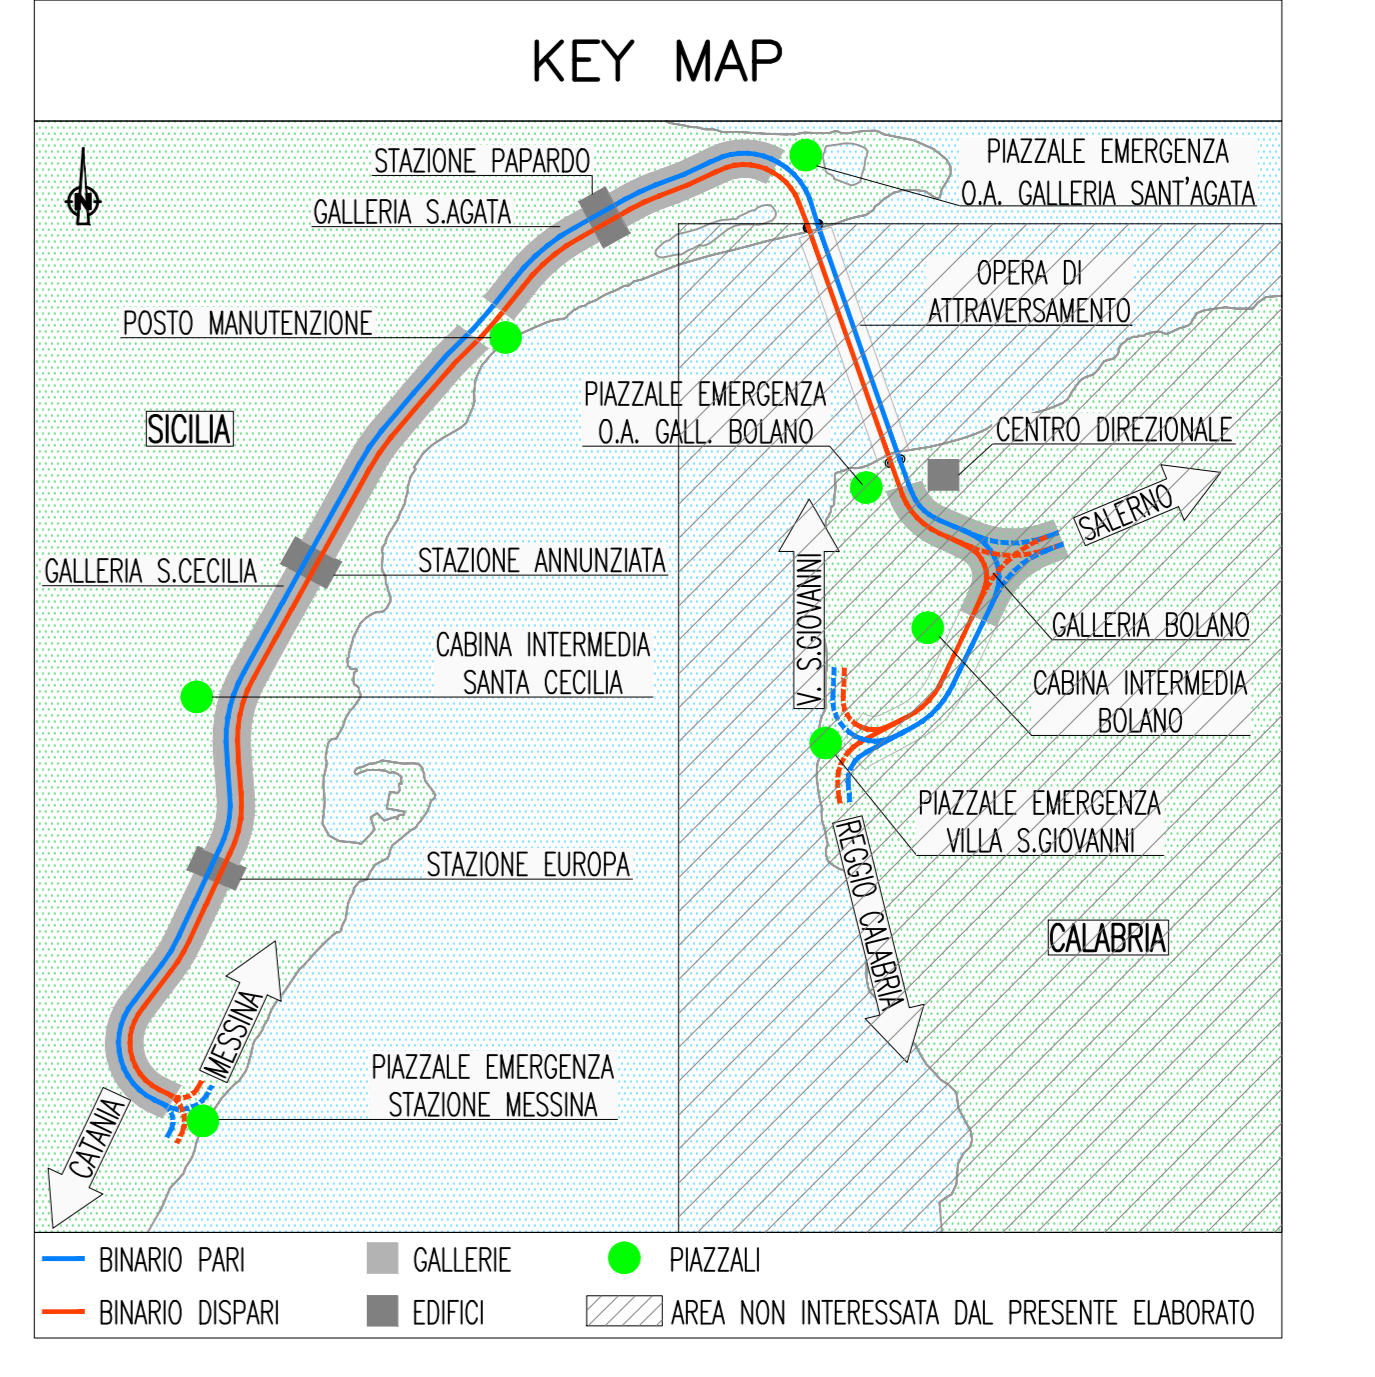 KEY MAP
N
STAZIONE PAPARDO
GALLERIA S.AGATA
PIAZZALE EMERGENZA
O.A. GALLERIA SANT'AGATA
OPERA DI
ATTRAVERSAMENTO
POSTO MANUTENZIONE
PIAZZALE EMERGENZA
O.A. GALL. BOLANO
SICILIA
CENTRO DIREZIONALE
SALERNO
GALLERIA S.CECILIA
STAZIONE ANNUNZIATA
V. S.GIOVANNI
GALLERIA BOLANO
CABINA INTERMEDIA
SANTA CECILIA
CABINA INTERMEDIA
BOLANO
PIAZZALE EMERGENZA
VILLA S.GIOVANNI
STAZIONE EUROPA
REGGIO CALABRIA
CALABRIA
MESSINA
PIAZZALE EMERGENZA
STAZIONE MESSINA
CATANIA
BINARIO PARI
GALLERIE
PIAZZALI
BINARIO DISPARI
EDIFICI
AREA NON INTERESSATA DAL PRESENTE ELABORATO